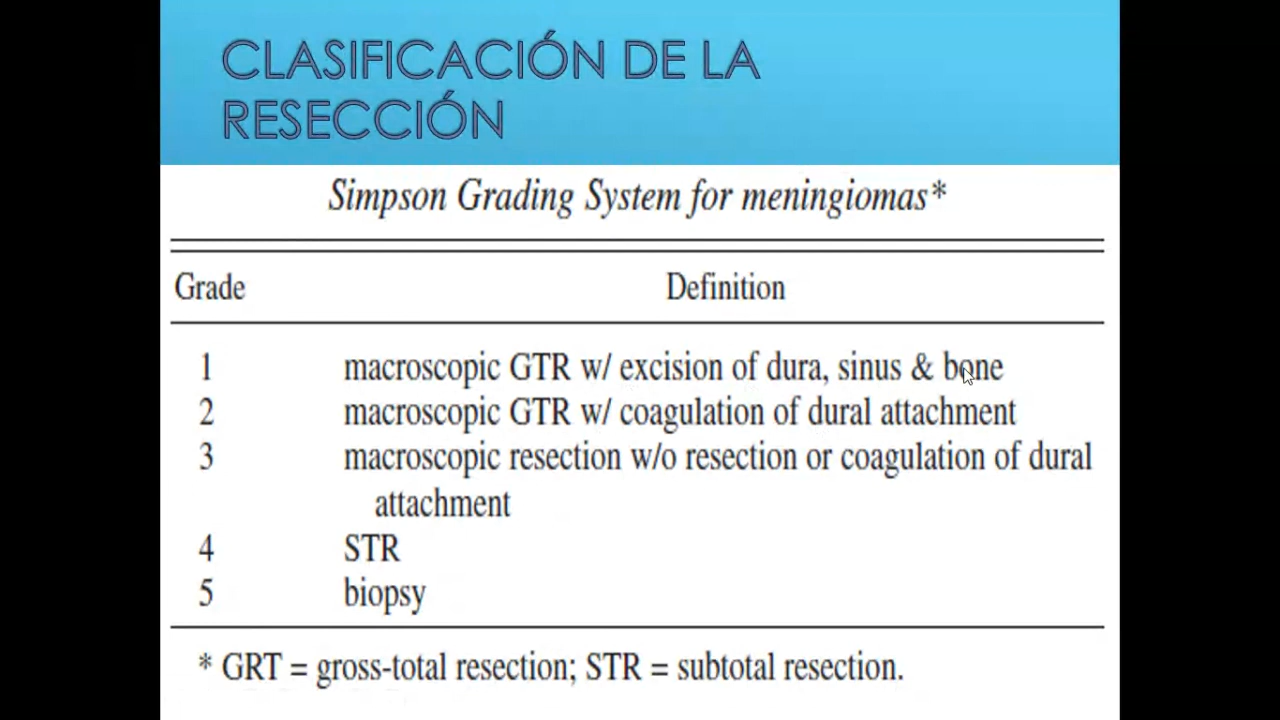 CLASIFICACIÓN DE LA
RESECCIÓN
Simpson Grading System for meningiomas*
Grade Definition
1 macroscopic GTR w/ excision of dura, sinus & bone
2 macroscopic GTR w/ coagulation of dural attachment
3 macroscopic resection w/o resection or coagulation of dural
attachment
4 STR
5 biopsy
* GRT = gross-total resection; STR = subtotal resection.